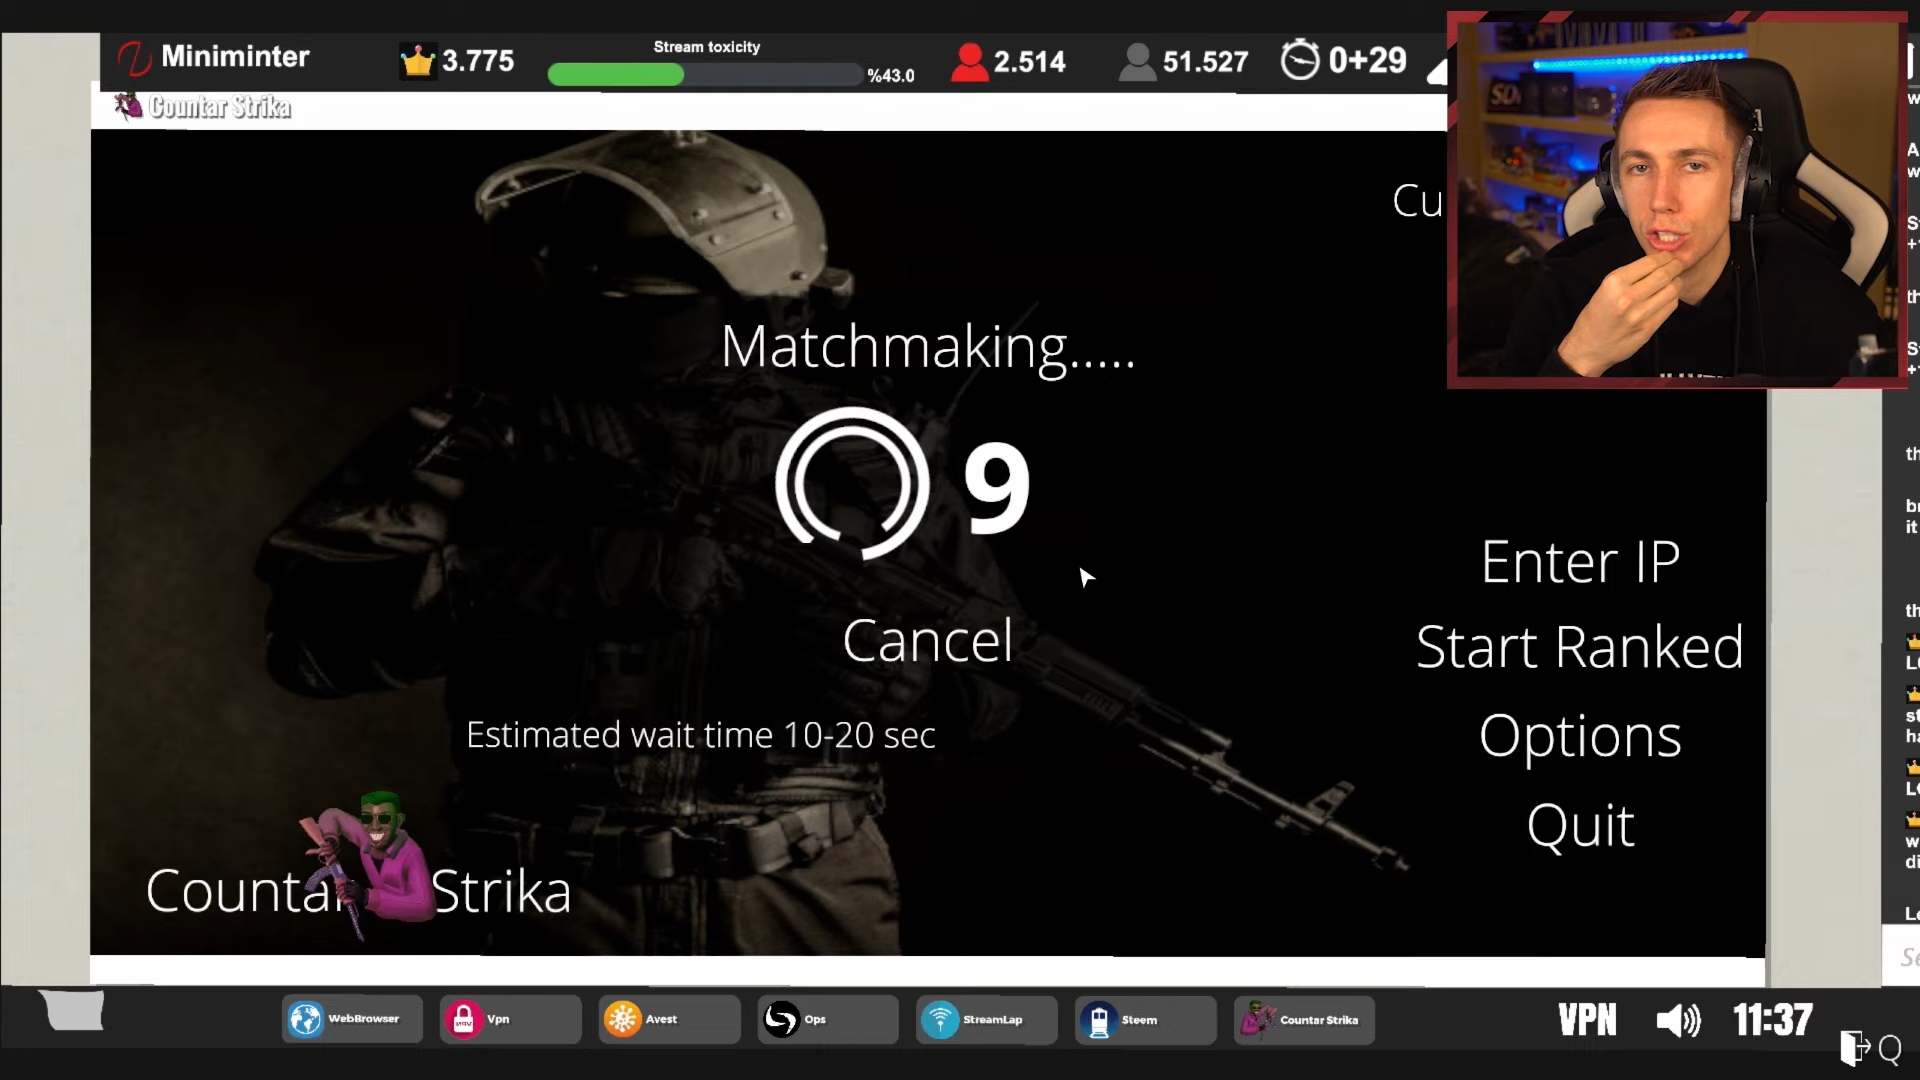 Miniminter
3.775
Stream toxicity
%43.0
2.514
51.527
0+29
Countar Strika
Cu
Matchmaking.....
9
Cancel
Estimated wait time 10-20 sec
Enter IP
Start Ranked
Options
Quit
Countar Strika
WebBrowser
Vpn
Avest
Ops
StreamLap
Steem
Countar Strika
VPN
11:37
Q